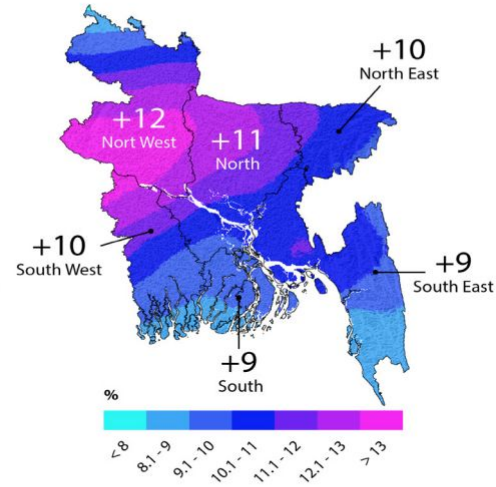 +10
North East
+12
Nort West
+11
North
+10
South West
+9
South East
+9
South
%
< 8
8.1 - 9
9.1 - 10
10.1 - 11
11.1 - 12
12.1 - 13
> 13